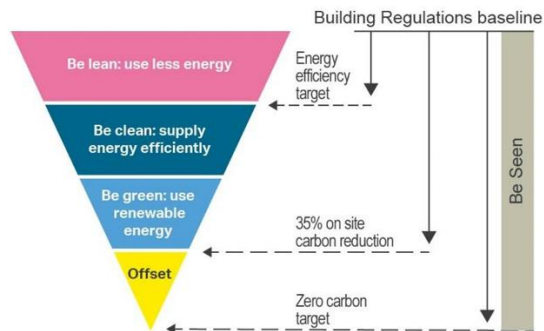 Building Regulations baseline
Be lean: use less energy
Energy
efficiency
target
Be clean: supply
energy efficiently
Be green: use
renewable
energy
35% on site
carbon reduction
Offset
Zero carbon
target
Be Seen